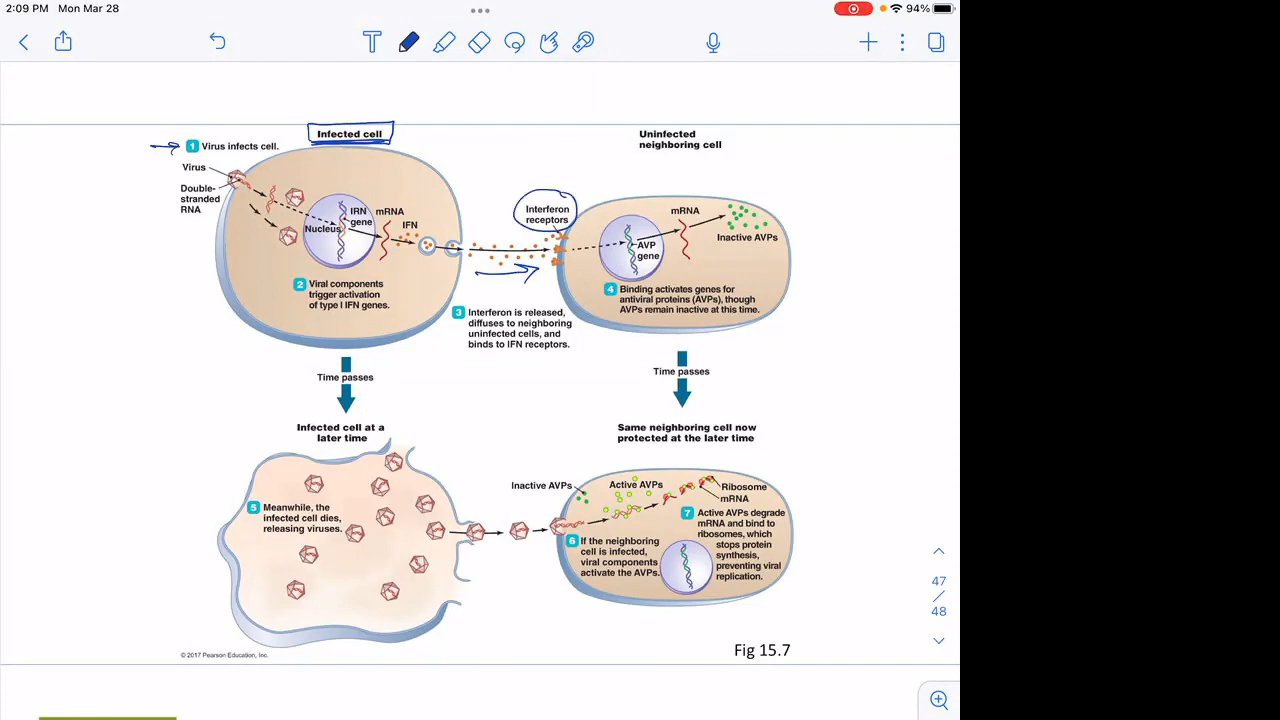 2:09 PM Mon Mar 28
94%
T
Infected cell
Uninfected
neighboring cell
1 Virus infects cell.
Virus
Double-
stranded
RNA
Nucleus
IRN
gene
mRNA
IFN
Interferon
receptors
mRNA
AVP
gene
Inactive AVPs
2 Viral components
trigger activation
of type I IFN genes.
3 Interferon is released,
diffuses to neighboring
uninfected cells, and
binds to IFN receptors.
4 Binding activates genes for
antiviral proteins (AVPs), though
AVPs remain inactive at this time.
Time passes
Time passes
Infected cell at a
later time
Same neighboring cell now
protected at the later time
5 Meanwhile, the
infected cell dies,
releasing viruses.
Inactive AVPs
Active AVPs
Ribosome
mRNA
6 If the neighboring
cell is infected,
viral components
activate the AVPs.
7 Active AVPs degrade
mRNA and bind to
ribosomes, which
stops protein
synthesis,
preventing viral
replication.
47
/
48
© 2017 Pearson Education, Inc.
Fig 15.7